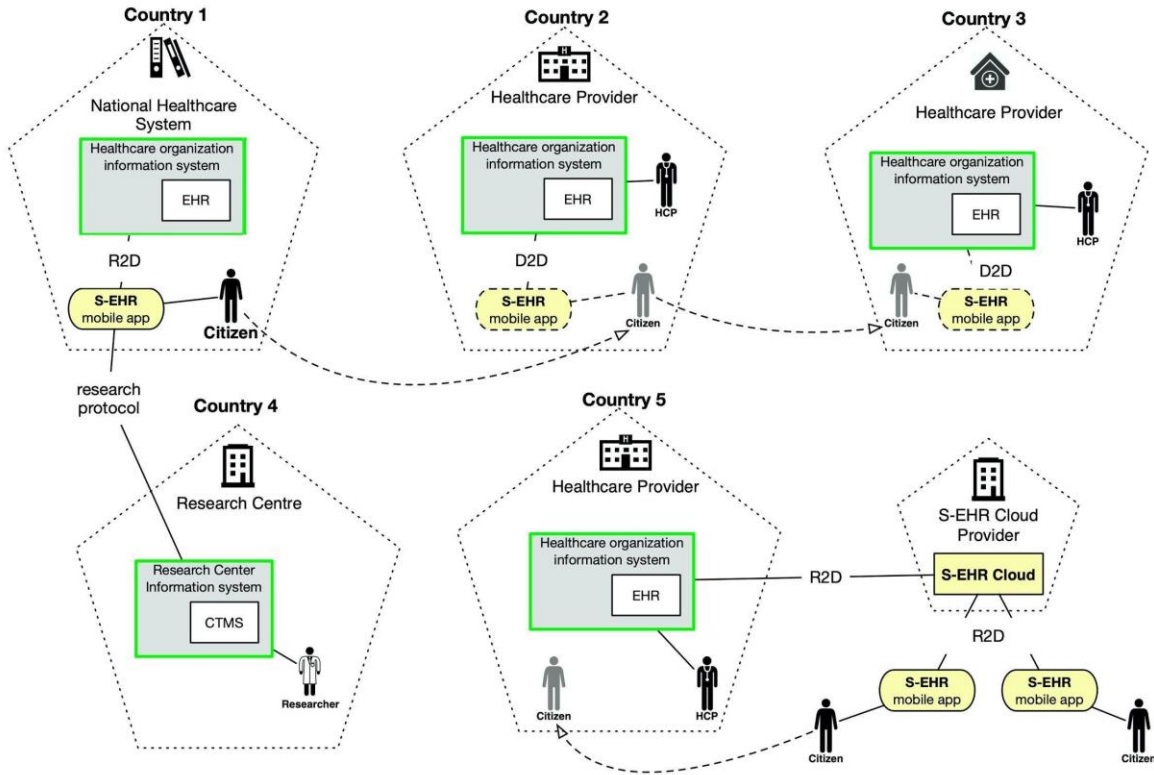 Country 1
National Healthcare
System
Healthcare organization
information system
EHR
R2D
S-EHR
mobile app
Citizen
Country 2
H
Healthcare Provider
Healthcare organization
information system
EHR
HCP
D2D
S-EHR
mobile app
Citizen
Country 3
Healthcare Provider
Healthcare organization
information system
EHR
HCP
D2D
Citizen
S-EHR
mobile app
research
protocol
Country 4
Research Centre
Research Center
Information system
CTMS
Researcher
Country 5
H
Healthcare Provider
Healthcare organization
information system
EHR
Citizen
HCP
R2D
S-EHR Cloud
Provider
S-EHR Cloud
R2D
S-EHR
mobile app
S-EHR
mobile app
Citizen
Citizen